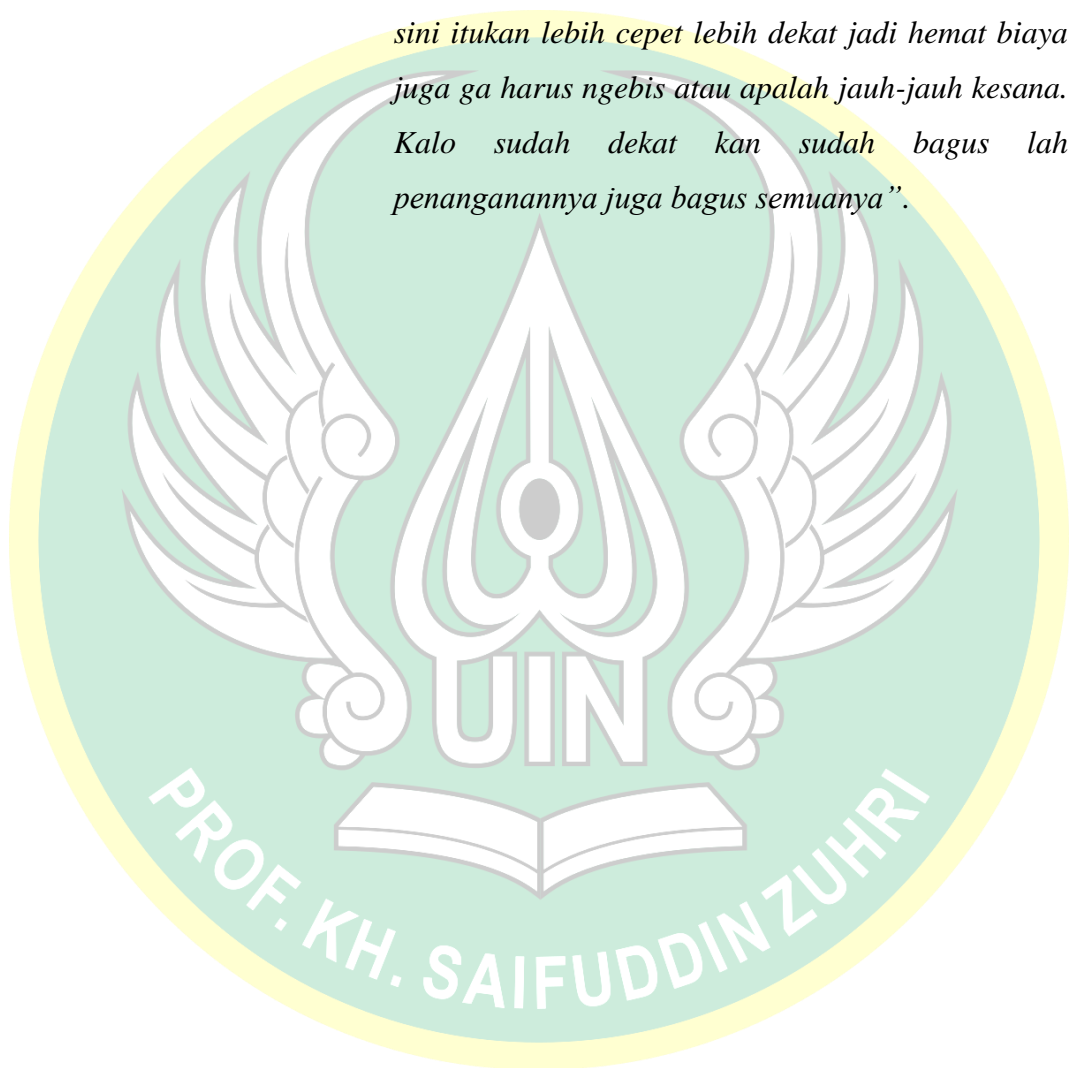 sini itukan lebih cepet lebih dekat jadi hemat biaya
juga ga harus ngebis atau apalah jauh-jauh kesana.
Kalo sudah dekat kan sudah bagus lah
penanganannya juga bagus semuanya”.
UIN
PROF. KH. SAIFUDDIN ZUHRI